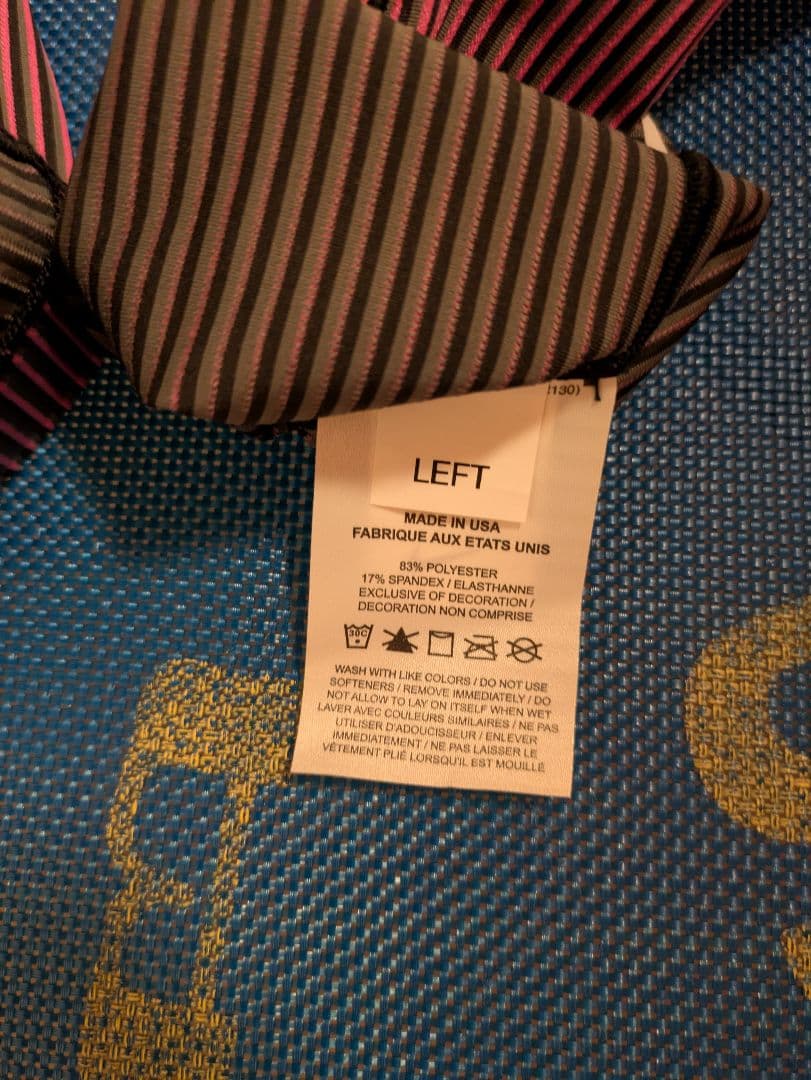 130)
LEFT
MADE IN USA
FABRIQUE AUX ETATS UNIS
83% POLYESTER
17% SPANDEX / ELASTHANNE
EXCLUSIVE OF DECORATION /
DECORATION NON COMPRISE
30C
WASH WITH LIKE COLORS / DO NOT USE
SOFTENERS / REMOVE IMMEDIATELY / DO
NOT ALLOW TO LAY ON ITSELF WHEN WET
LAVER AVEC COULEURS SIMILAIRES / NE PAS
UTILISER D'ADOUCISSEUR / ENLEVER
IMMEDIATEMENT / NE PAS LAISSER LE
VÊTEMENT PLIÉ LORSQU'IL EST MOUILLÉ